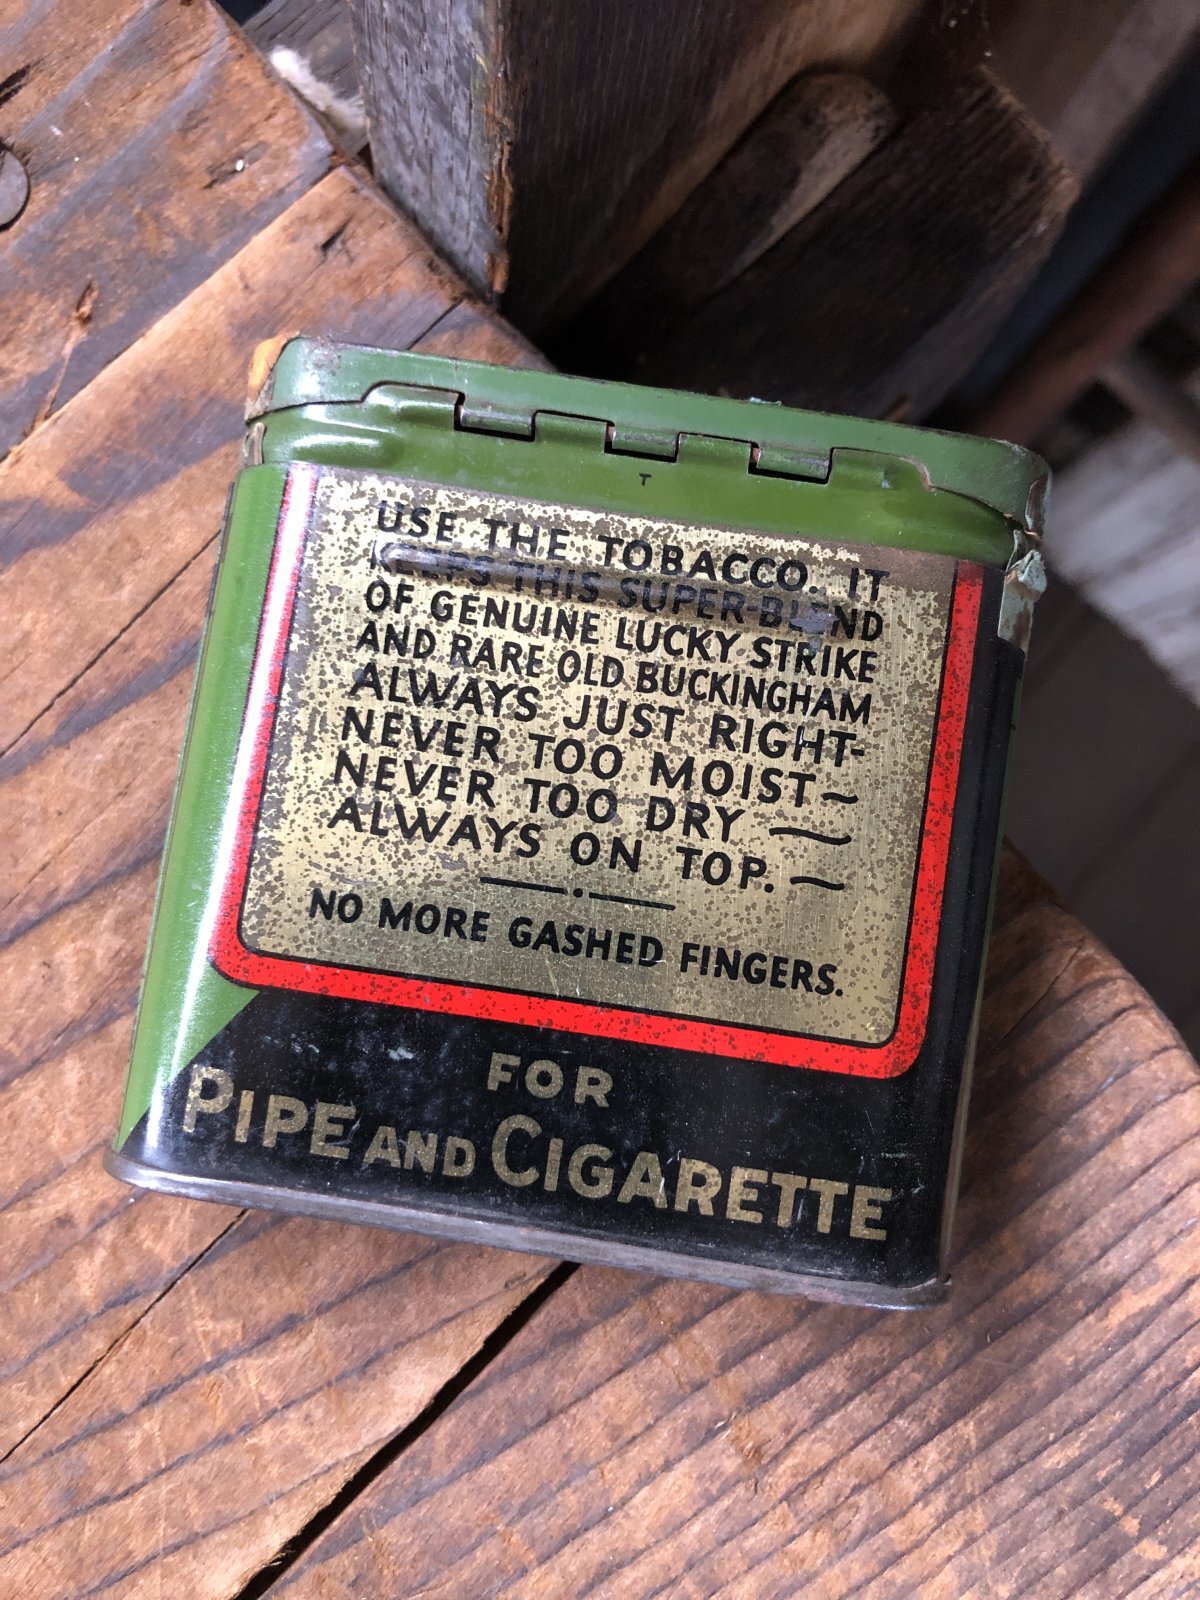 T
USE THE TOBACCO. IT
KEEPS THIS SUPER-BLEND
OF GENUINE LUCKY STRIKE
AND RARE OLD BUCKINGHAM
ALWAYS JUST RIGHT-
NEVER TOO MOIST~
NEVER TOO DRY —
ALWAYS ON TOP. —
NO MORE GASHED FINGERS.
FOR
PIPE AND CIGARETTE